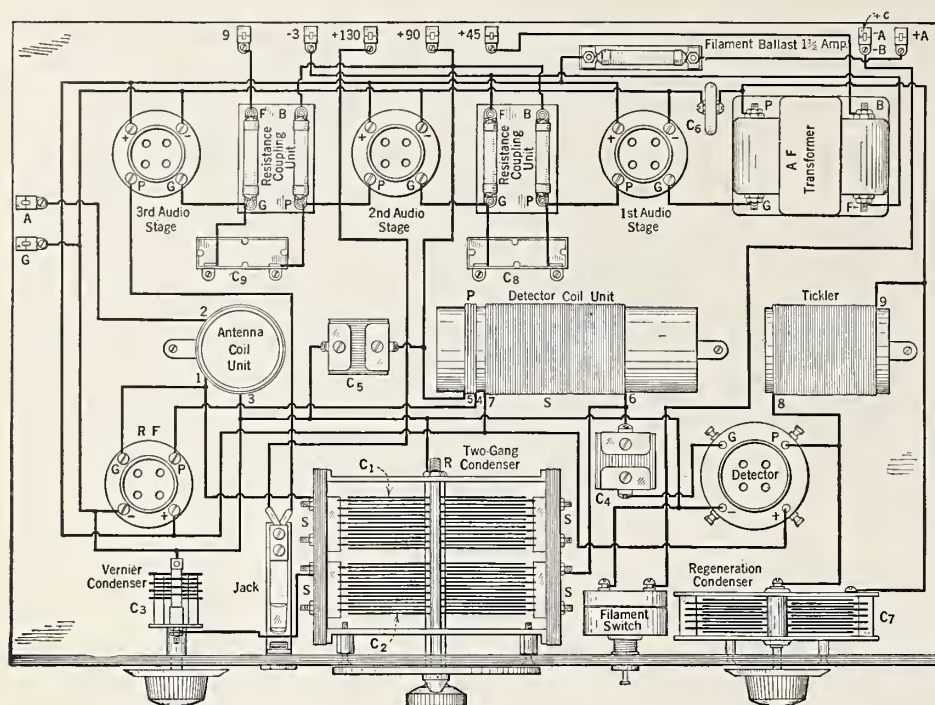 9 -3 +130 +90 +45 +C
-A +A
-B
Filament Ballast 1½ Amp.
C6
P B
A F
Transformer
G F-
+ -
P G
3rd Audio
Stage
F B
Resistance
Coupling
Unit
G P
+ -
P G
2nd Audio
Stage
F B
Resistance
Coupling
Unit
G P
+ -
P G
1st Audio
Stage
A
G
C9
C8
2
Antenna
Coil
Unit
1
3
C5
P Detector Coil Unit
5 4 7 S 6
Tickler
9
8
R F
G P
- +
R
Two-Gang
Condenser
C1
S
S
S
S
C2
C4
G P
Detector
- +
Vernier
Condenser
C3
Jack
Filament
Switch
Regeneration
Condenser
C7